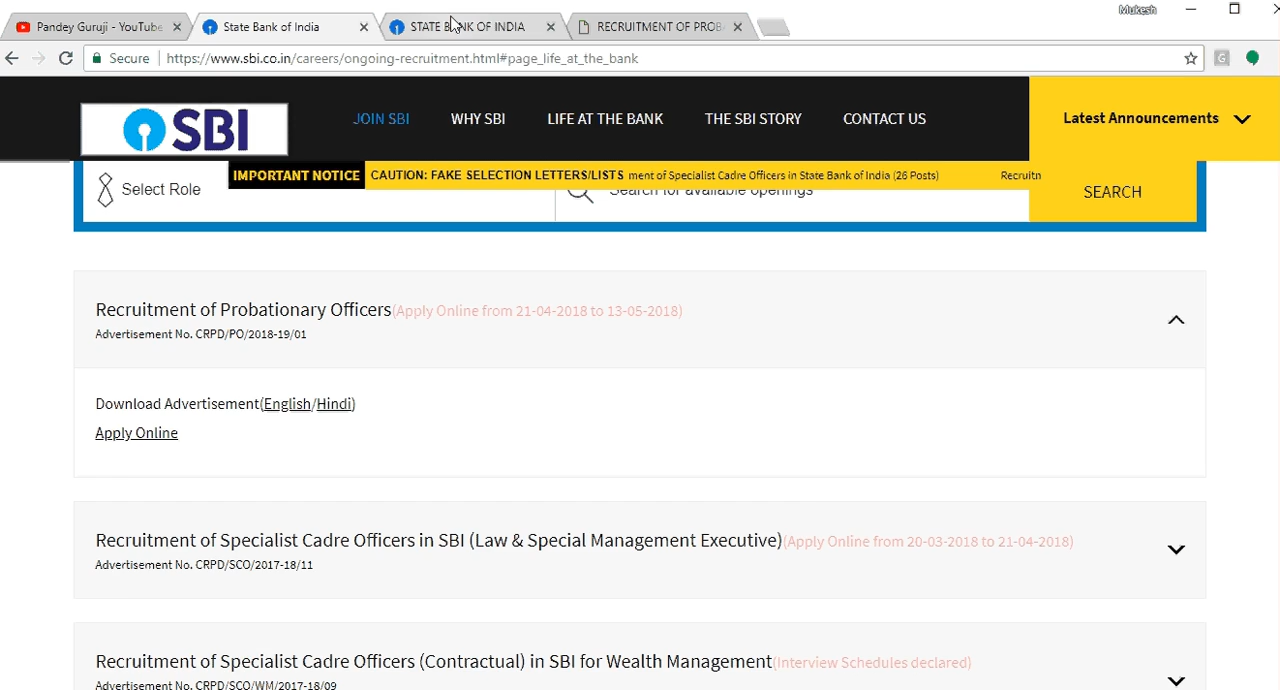 Mukesh
Pandey Guruji - YouTube
State Bank of India
STATE BANK OF INDIA
RECRUITMENT OF PROBA
Secure
https://www.sbi.co.in/careers/ongoing-recruitment.html#page_life_at_the_bank
G
SBI
JOIN SBI
WHY SBI
LIFE AT THE BANK
THE SBI STORY
CONTACT US
Latest Announcements
IMPORTANT NOTICE
CAUTION: FAKE SELECTION LETTERS/LISTS
ment of Specialist Cadre Officers in State Bank of India (26 Posts)
Recruitn
Select Role
Search for available openings
SEARCH
Recruitment of Probationary Officers(Apply Online from 21-04-2018 to 13-05-2018)
Advertisement No. CRPD/PO/2018-19/01
Download Advertisement(English/Hindi)
Apply Online
Recruitment of Specialist Cadre Officers in SBI (Law & Special Management Executive)(Apply Online from 20-03-2018 to 21-04-2018)
Advertisement No. CRPD/SCO/2017-18/11
Recruitment of Specialist Cadre Officers (Contractual) in SBI for Wealth Management(Interview Schedules declared)
Advertisement No. CRPD/SCO/WM/2017-18/09